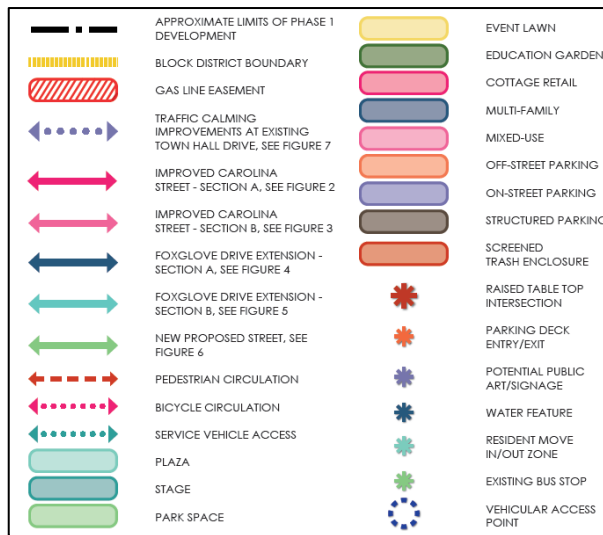 APPROXIMATE LIMITS OF PHASE 1
DEVELOPMENT
BLOCK DISTRICT BOUNDARY
GAS LINE EASEMENT
TRAFFIC CALMING
IMPROVEMENTS AT EXISTING
TOWN HALL DRIVE, SEE FIGURE 7
IMPROVED CAROLINA
STREET - SECTION A, SEE FIGURE 2
IMPROVED CAROLINA
STREET - SECTION B, SEE FIGURE 3
FOXGLOVE DRIVE EXTENSION -
SECTION A, SEE FIGURE 4
FOXGLOVE DRIVE EXTENSION -
SECTION B, SEE FIGURE 5
NEW PROPOSED STREET, SEE
FIGURE 6
PEDESTRIAN CIRCULATION
BICYCLE CIRCULATION
SERVICE VEHICLE ACCESS
PLAZA
STAGE
PARK SPACE
EVENT LAWN
EDUCATION GARDEN
COTTAGE RETAIL
MULTI-FAMILY
MIXED-USE
OFF-STREET PARKING
ON-STREET PARKING
STRUCTURED PARKING
SCREENED
TRASH ENCLOSURE
RAISED TABLE TOP
INTERSECTION
PARKING DECK
ENTRY/EXIT
POTENTIAL PUBLIC
ART/SIGNAGE
WATER FEATURE
RESIDENT MOVE
IN/OUT ZONE
EXISTING BUS STOP
VEHICULAR ACCESS
POINT